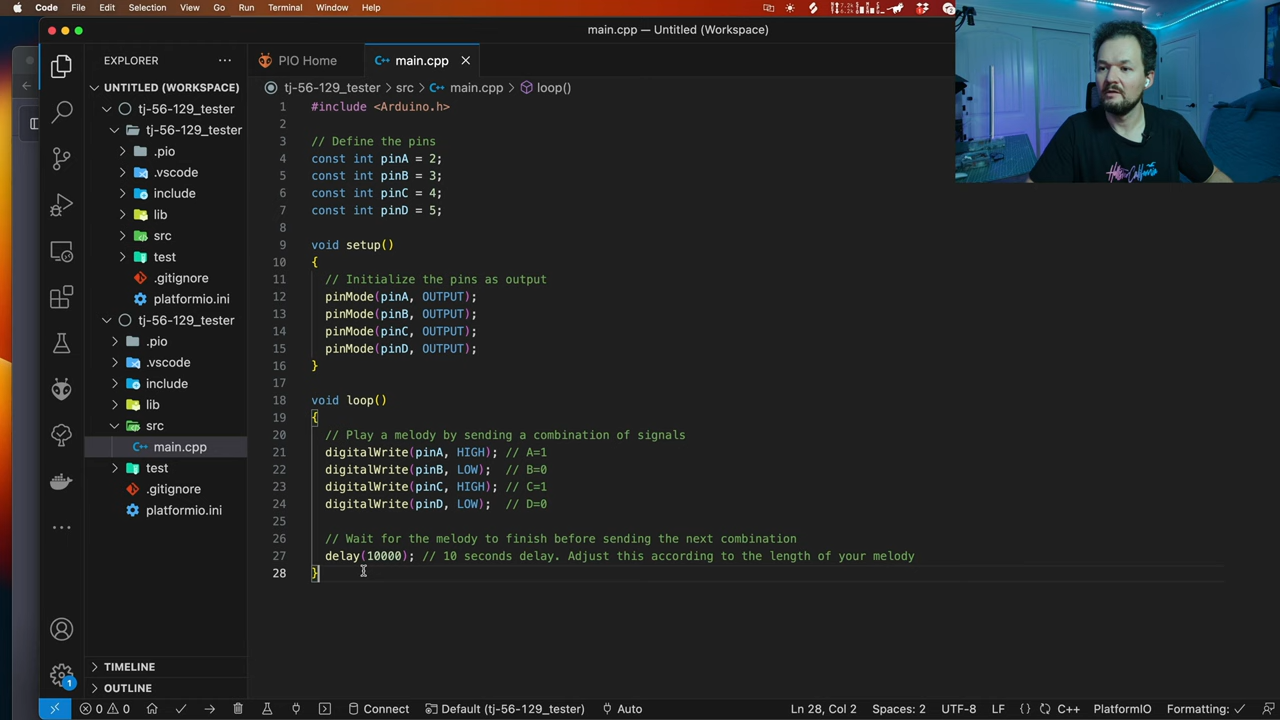 Code File Edit Selection View Go Run Terminal Window Help
main.cpp — Untitled (Workspace)
EXPLORER
PIO Home
main.cpp
UNTITLED (WORKSPACE)
tj-56-129_tester > src > main.cpp > loop()
tj-56-129_tester
tj-56-129_tester
.pio
.vscode
include
lib
src
test
.gitignore
platformio.ini
tj-56-129_tester
.pio
.vscode
include
lib
src
main.cpp
test
.gitignore
platformio.ini
TIMELINE
OUTLINE
1 #include <Arduino.h>
2
3 // Define the pins
4 const int pinA = 2;
5 const int pinB = 3;
6 const int pinC = 4;
7 const int pinD = 5;
8
9 void setup()
10 {
11 // Initialize the pins as output
12 pinMode(pinA, OUTPUT);
13 pinMode(pinB, OUTPUT);
14 pinMode(pinC, OUTPUT);
15 pinMode(pinD, OUTPUT);
16 }
17
18 void loop()
19 {
20 // Play a melody by sending a combination of signals
21 digitalWrite(pinA, HIGH); // A=1
22 digitalWrite(pinB, LOW); // B=0
23 digitalWrite(pinC, HIGH); // C=1
24 digitalWrite(pinD, LOW); // D=0
25
26 // Wait for the melody to finish before sending the next combination
27 delay(10000); // 10 seconds delay. Adjust this according to the length of your melody
28 }
1
0 0 Connect Default (tj-56-129_tester) Auto Ln 28, Col 2 Spaces: 2 UTF-8 LF {} C++ PlatformIO Formatting: ✓